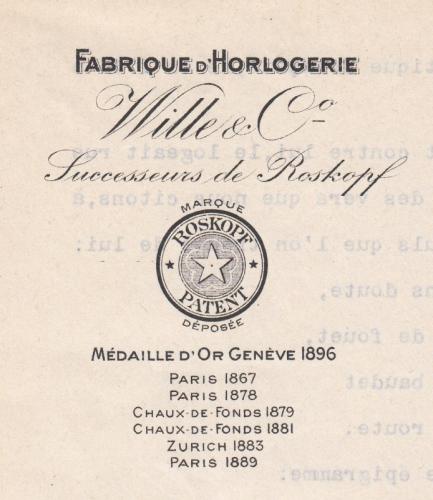 FABRIQUE D'HORLOGERIE
Wille & Co
Successeurs de Roskopf
MARQUE
ROSKOPF
PATENT
DÉPOSÉE
MÉDAILLE D'OR GENÈVE 1896
PARIS 1867
PARIS 1878
CHAUX-DE-FONDS 1879
CHAUX-DE-FONDS 1881
ZURICH 1883
PARIS 1889